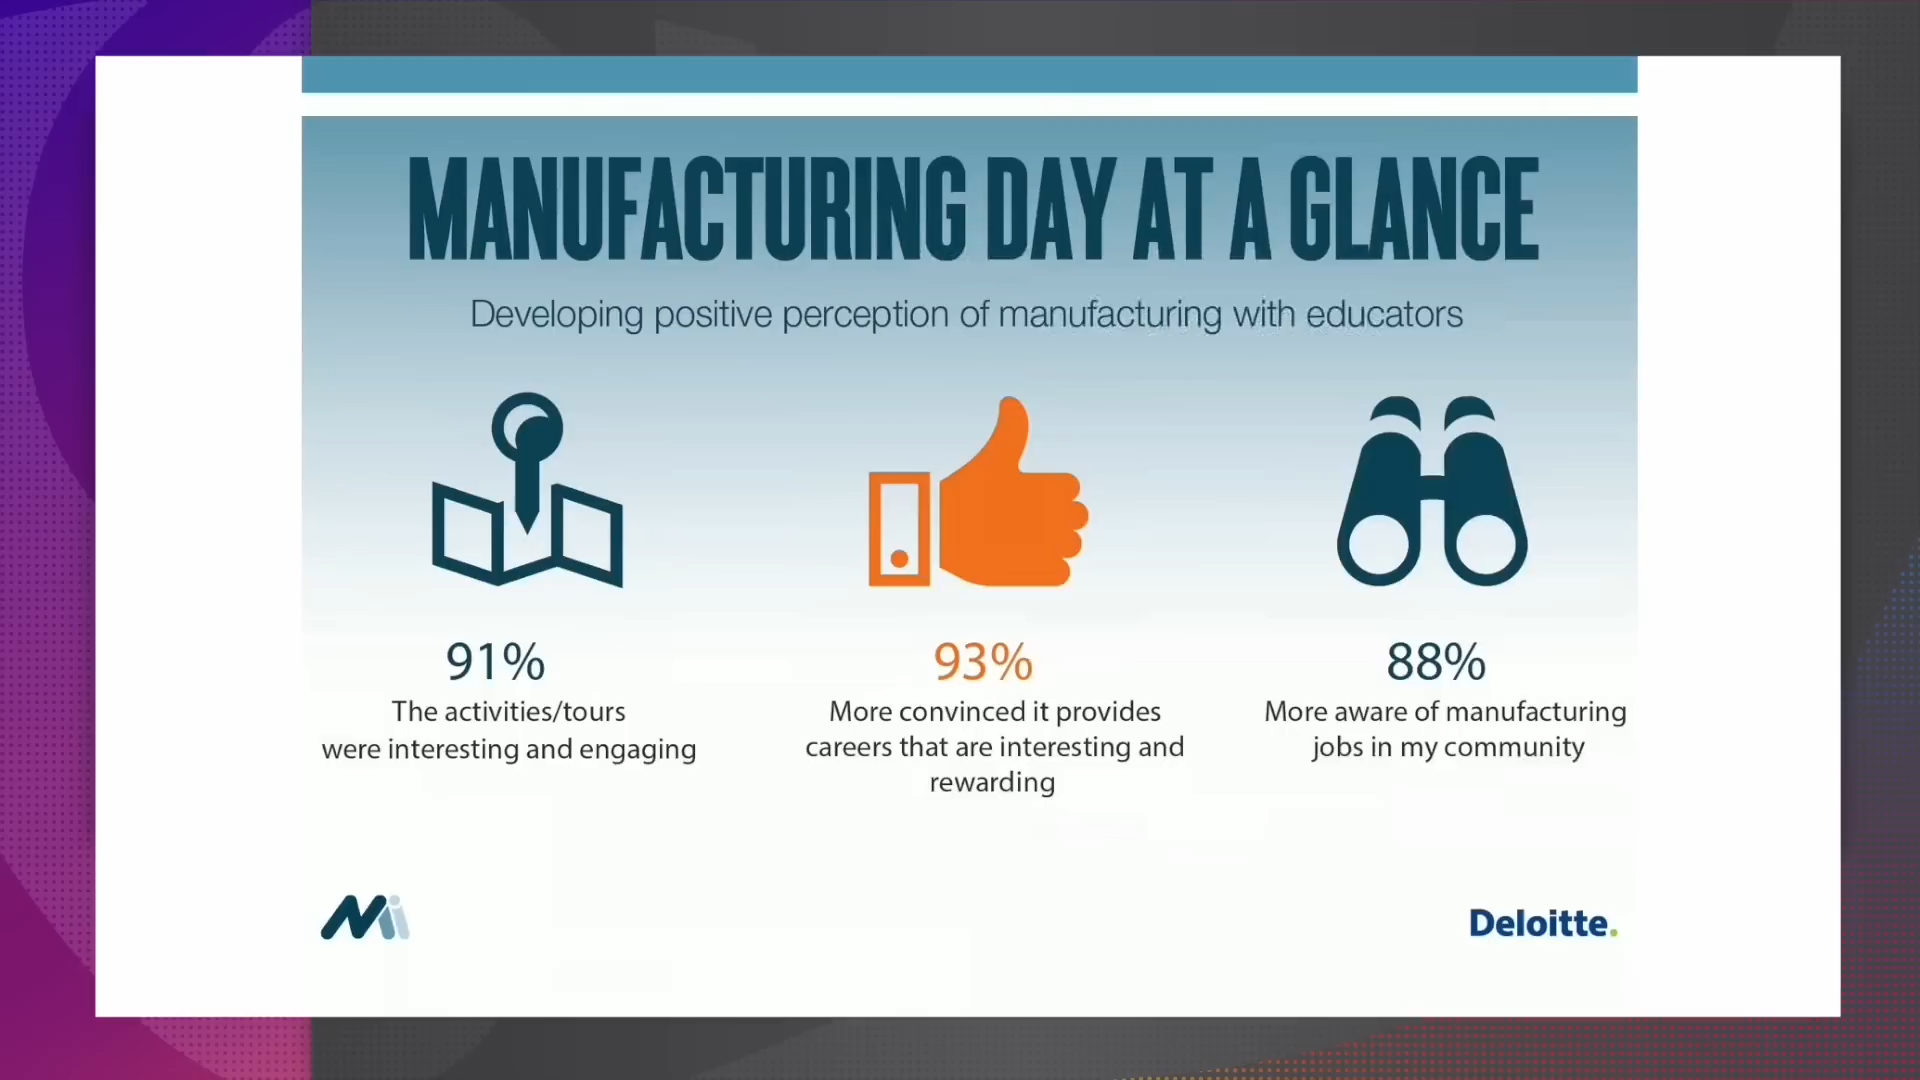 MANUFACTURING DAY AT A GLANCE
Developing positive perception of manufacturing with educators
91%
The activities/tours
were interesting and engaging
93%
More convinced it provides
careers that are interesting and
rewarding
88%
More aware of manufacturing
jobs in my community
Mi
Deloitte.